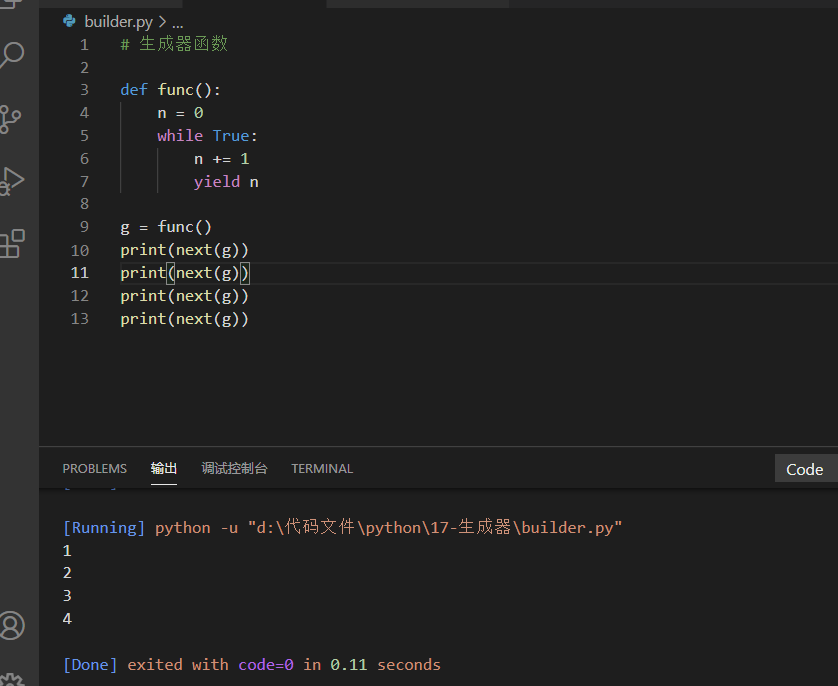 builder.py > ...
1 # 生成器函数
2
3 def func():
4     n = 0
5     while True:
6         n += 1
7         yield n
8
9 g = func()
10 print(next(g))
11 print(next(g))
12 print(next(g))
13 print(next(g))
PROBLEMS 输出 调试控制台 TERMINAL Code
[Running] python -u "d:\代码文件\python\17-生成器\builder.py"
1
2
3
4
[Done] exited with code=0 in 0.11 seconds